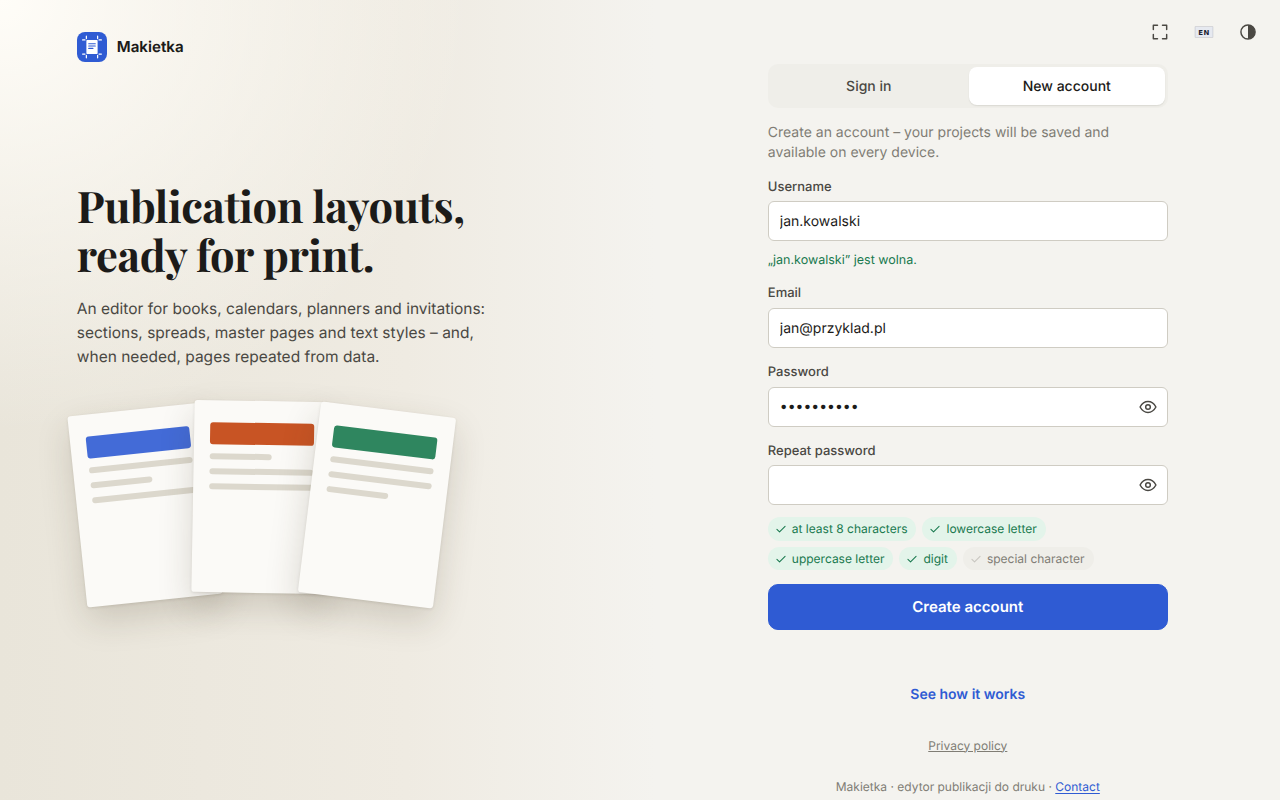 Makietka
EN
Publication layouts,
ready for print.
An editor for books, calendars, planners and invitations:
sections, spreads, master pages and text styles – and,
when needed, pages repeated from data.
Sign in
New account
Create an account – your projects will be saved and
available on every device.
Username
jan.kowalski
„jan.kowalski” jest wolna.
Email
jan@przyklad.pl
Password
••••••••••
Repeat password
at least 8 characters
lowercase letter
uppercase letter
digit
special character
Create account
See how it works
Privacy policy
Makietka · edytor publikacji do druku · Contact